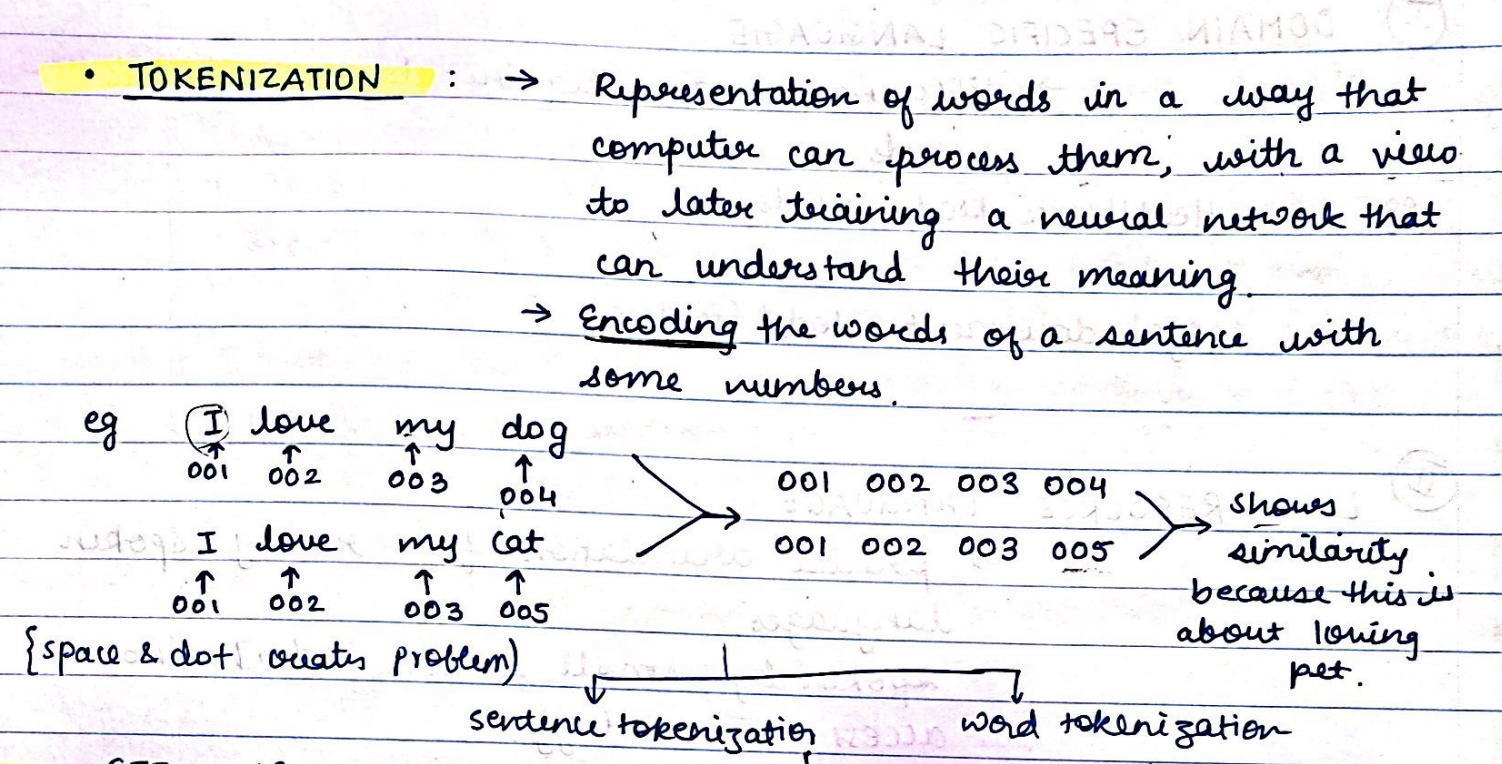 • TOKENIZATION : → Representation of words in a way that
computer can process them, with a view
to later training a neural network that
can understand their meaning.
→ Encoding the words of a sentence with
some numbers.
eg I love my dog
001 002 003 004
001 002 003 004
I love my cat
001 002 003 005
001 002 003 005
shows
similarity
because this is
about loving
pet.
{space & dot creates problem)
sentence tokenization word tokenization